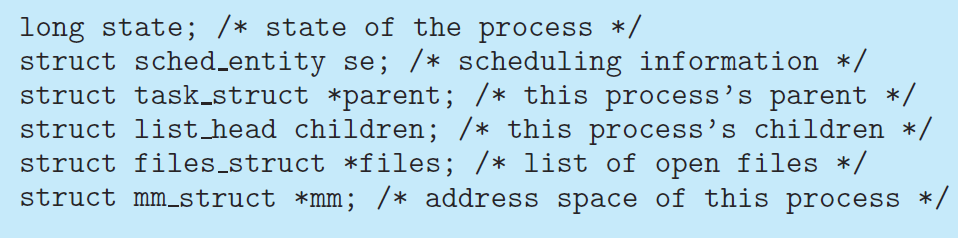 long state; /* state of the process */
struct sched_entity se; /* scheduling information */
struct task_struct *parent; /* this process's parent */
struct list_head children; /* this process's children */
struct files_struct *files; /* list of open files */
struct mm_struct *mm; /* address space of this process */